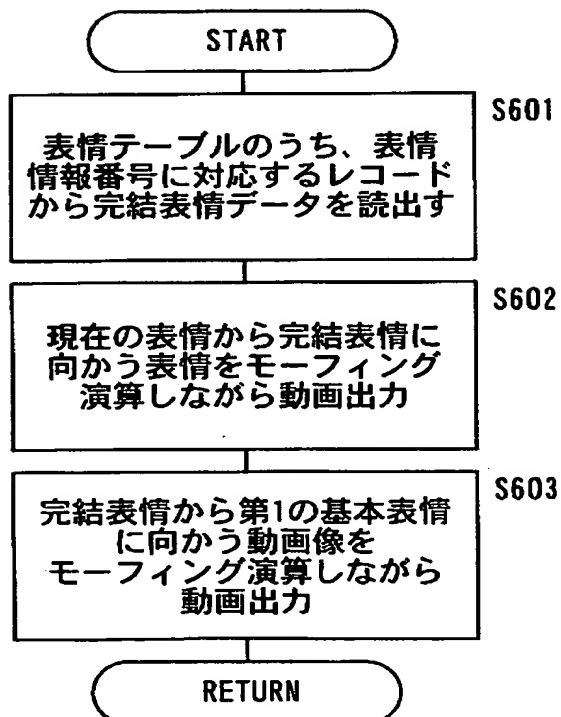 START
S601
表情テーブルのうち、表情
情報番号に対応するレコード
から完結表情データを読出す
S602
現在の表情から完結表情に
向かう表情をモーフィング
演算しながら動画出力
S603
完結表情から第1の基本表情
に向かう動画像を
モーフィング演算しながら
動画出力
RETURN